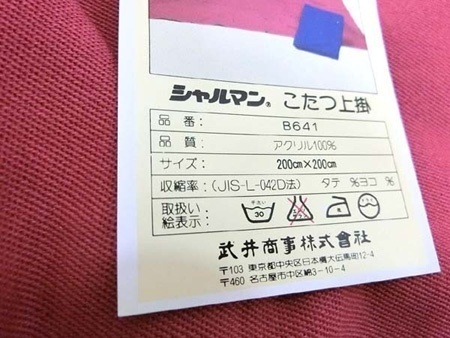 シャルマン® こたつ上掛
品番： B641
品質： アクリル100%
サイズ： 200cm×200cm
収縮率：(JIS-L-042D法) タテ %ヨコ %
取扱い 絵表示： 30
武井商事株式會社
〒103 東京都中央区日本橋大伝馬町12-4
〒460 名古屋市中区錦3-10-4